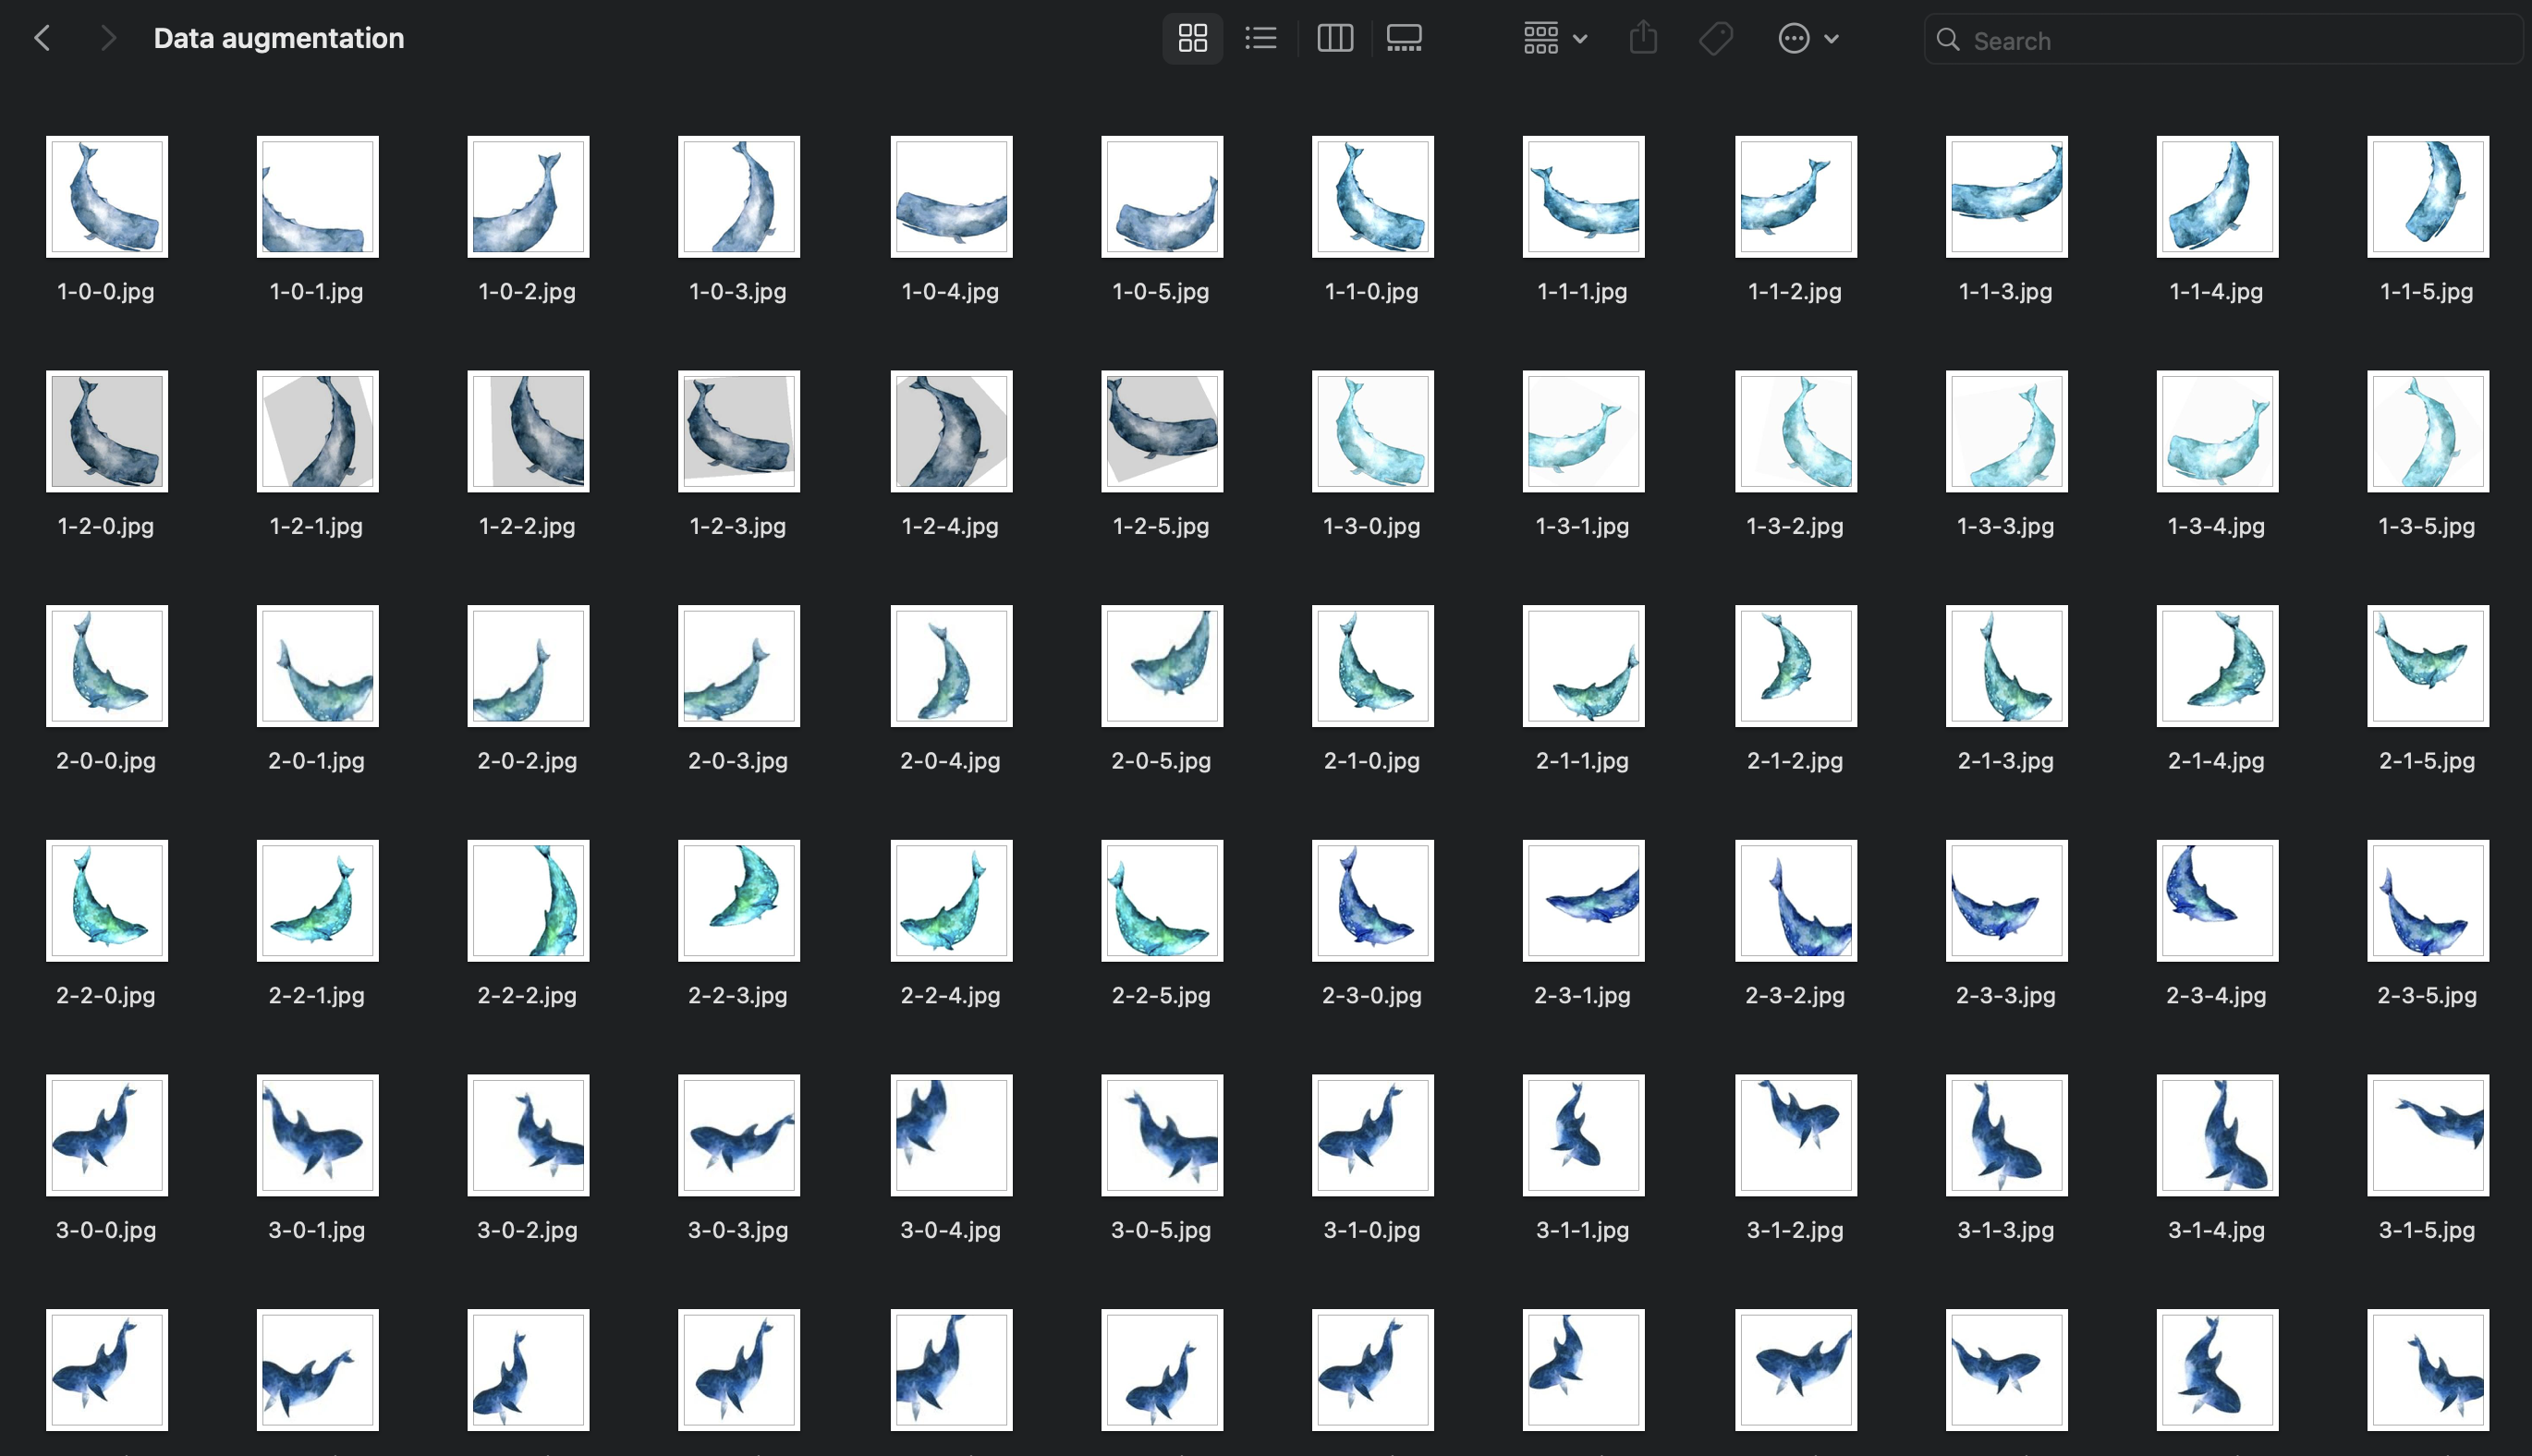 Data augmentation
Search
1-0-0.jpg 1-0-1.jpg 1-0-2.jpg 1-0-3.jpg 1-0-4.jpg 1-0-5.jpg 1-1-0.jpg 1-1-1.jpg 1-1-2.jpg 1-1-3.jpg 1-1-4.jpg 1-1-5.jpg
1-2-0.jpg 1-2-1.jpg 1-2-2.jpg 1-2-3.jpg 1-2-4.jpg 1-2-5.jpg 1-3-0.jpg 1-3-1.jpg 1-3-2.jpg 1-3-3.jpg 1-3-4.jpg 1-3-5.jpg
2-0-0.jpg 2-0-1.jpg 2-0-2.jpg 2-0-3.jpg 2-0-4.jpg 2-0-5.jpg 2-1-0.jpg 2-1-1.jpg 2-1-2.jpg 2-1-3.jpg 2-1-4.jpg 2-1-5.jpg
2-2-0.jpg 2-2-1.jpg 2-2-2.jpg 2-2-3.jpg 2-2-4.jpg 2-2-5.jpg 2-3-0.jpg 2-3-1.jpg 2-3-2.jpg 2-3-3.jpg 2-3-4.jpg 2-3-5.jpg
3-0-0.jpg 3-0-1.jpg 3-0-2.jpg 3-0-3.jpg 3-0-4.jpg 3-0-5.jpg 3-1-0.jpg 3-1-1.jpg 3-1-2.jpg 3-1-3.jpg 3-1-4.jpg 3-1-5.jpg